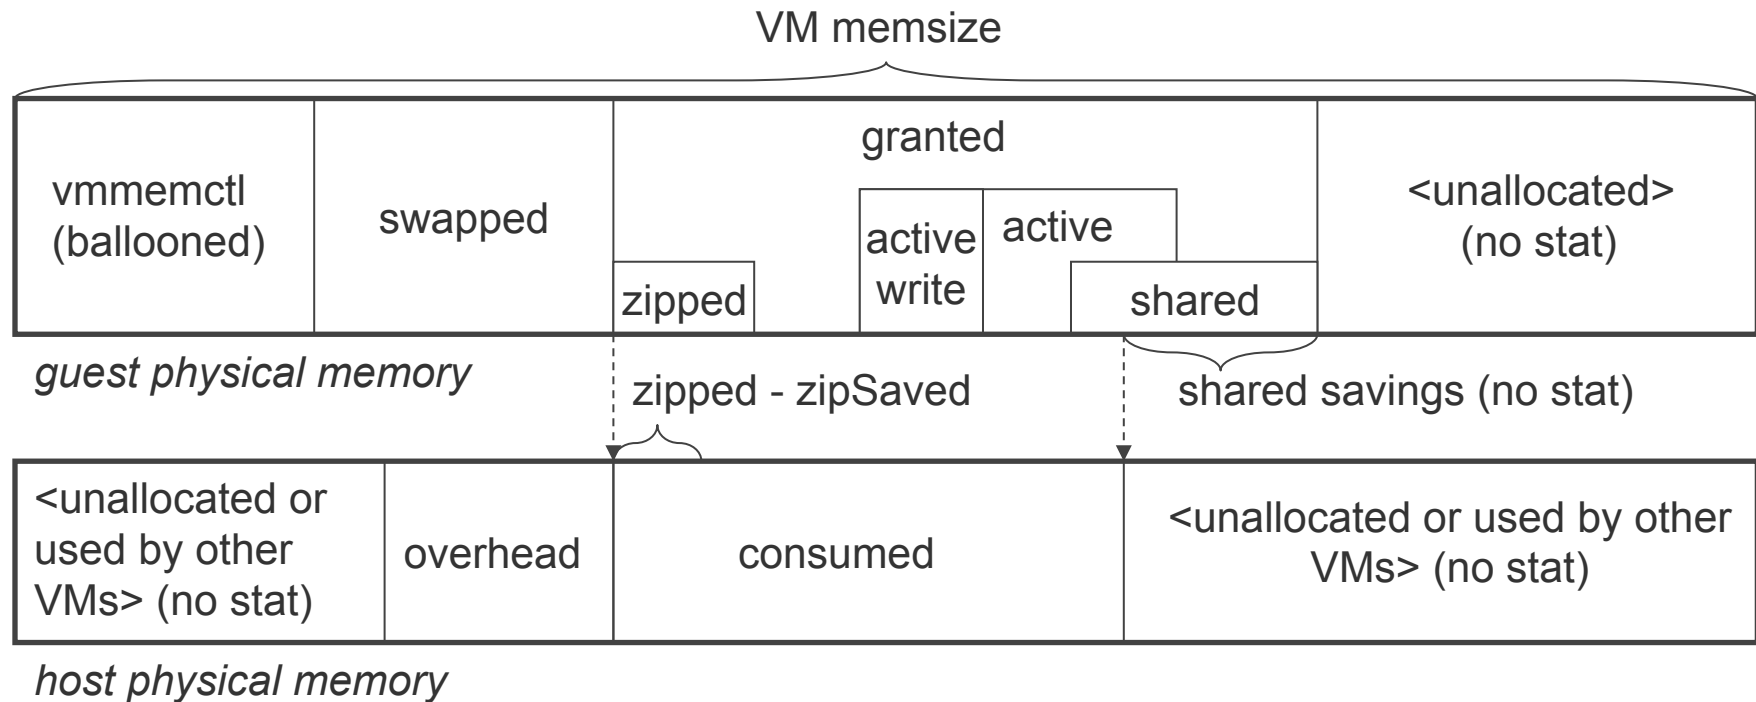 VM memsize
vmmemctl
(ballooned)
swapped
granted
zipped
active
write
active
shared
<unallocated>
(no stat)
guest physical memory
zipped - zipSaved
shared savings (no stat)
<unallocated or
used by other
VMs> (no stat)
overhead
consumed
<unallocated or used by other
VMs> (no stat)
host physical memory